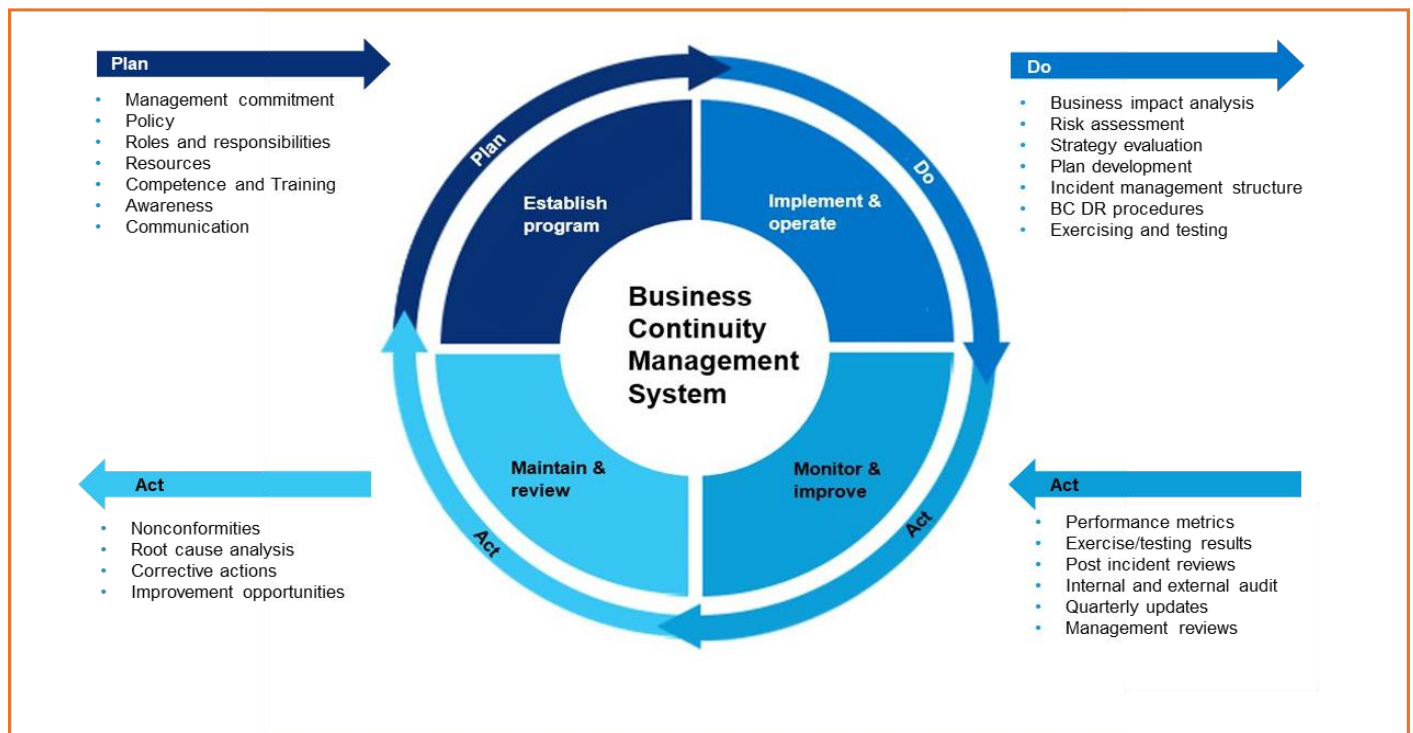 Plan
Management commitment
Policy
Roles and responsibilities
Resources
Competence and Training
Awareness
Communication
Do
Business impact analysis
Risk assessment
Strategy evaluation
Plan development
Incident management structure
BC DR procedures
Exercising and testing
Plan
Do
Establish
program
Implement &
operate
Business
Continuity
Management
System
Maintain &
review
Monitor &
improve
Act
Act
Act
Nonconformities
Root cause analysis
Corrective actions
Improvement opportunities
Act
Performance metrics
Exercise/testing results
Post incident reviews
Internal and external audit
Quarterly updates
Management reviews